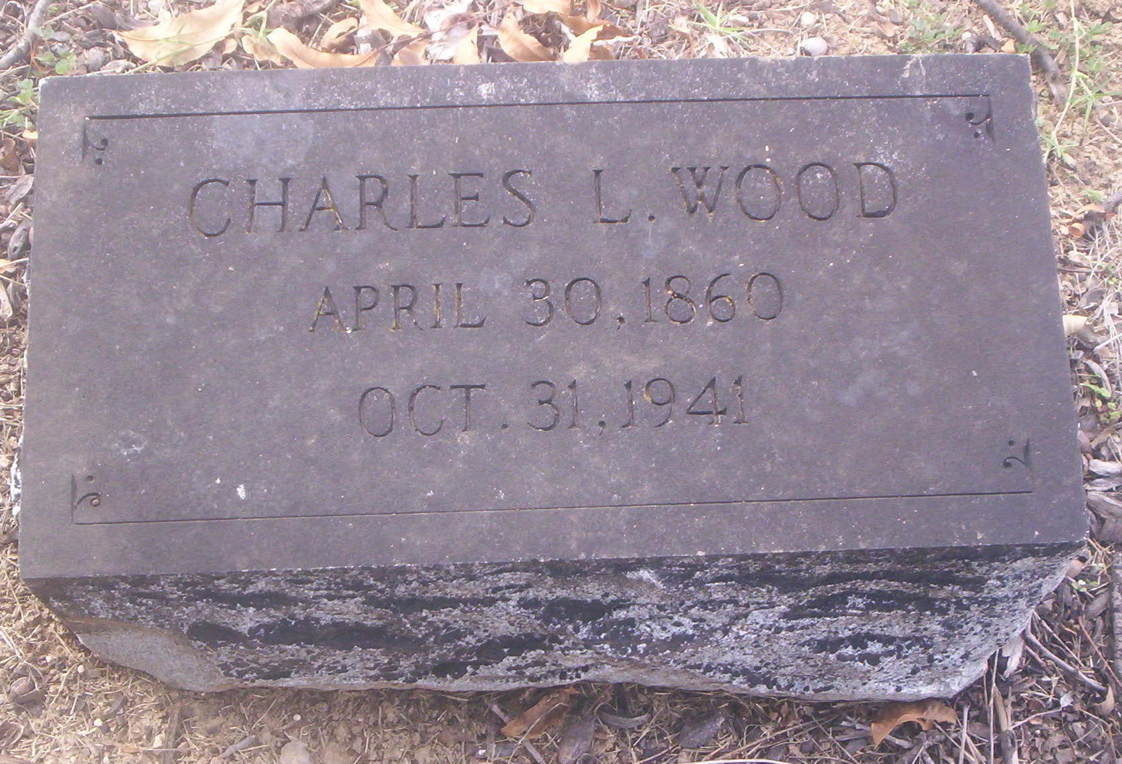 CHARLES L. WOOD
APRIL 30, 1860
OCT. 31, 1941